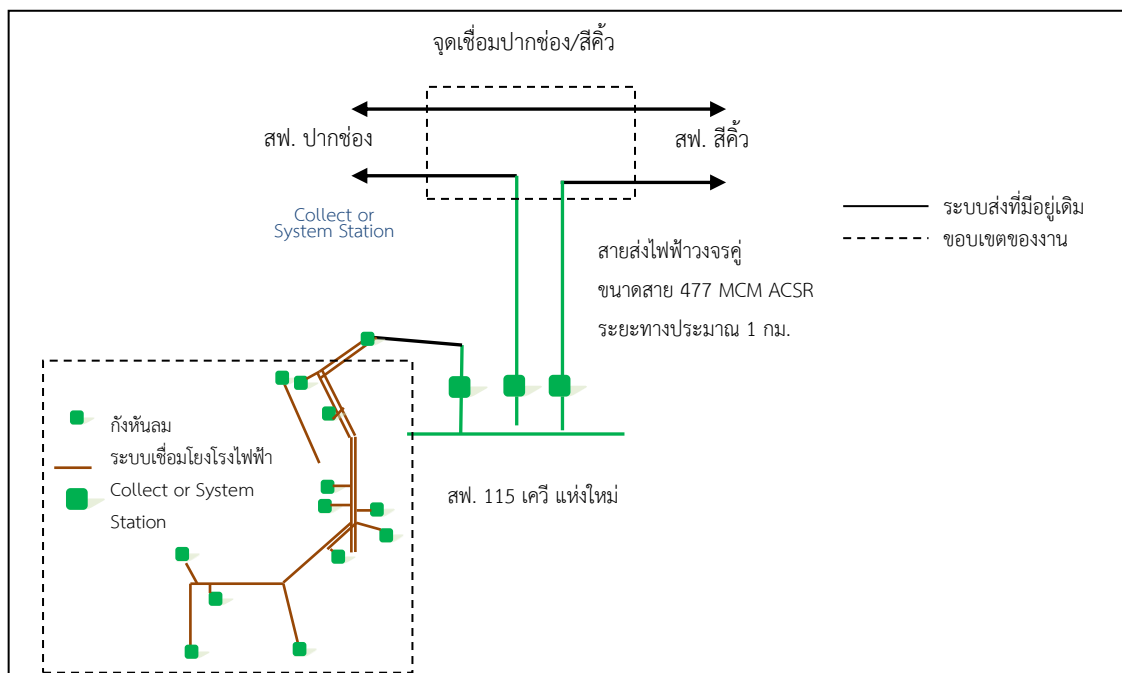 จุดเชื่อมปากช่อง/สีคิ้ว
สฟ. ปากช่อง
สฟ. สีคิ้ว
Collect or
System Station
ระบบส่งที่มีอยู่เดิม
ขอบเขตของงาน
สายส่งไฟฟ้าวงจรคู่
ขนาดสาย 477 MCM ACSR
ระยะทางประมาณ 1 กม.
กังหันลม
ระบบเชื่อมโยงโรงไฟฟ้า
Collect or System
Station
สฟ. 115 เควี แห่งใหม่